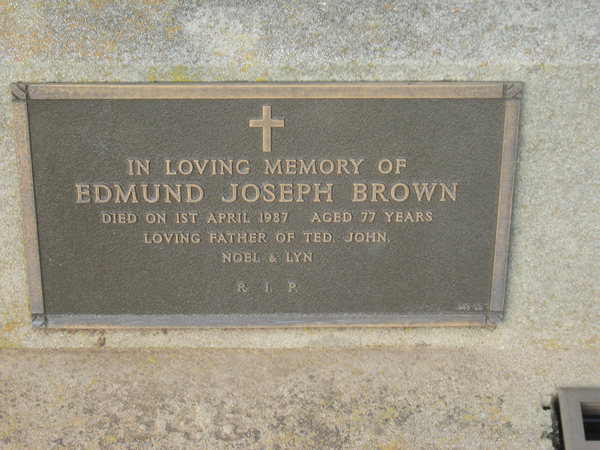 IN LOVING MEMORY OF
EDMUND JOSEPH BROWN
DIED ON 1ST APRIL 1987 AGED 77 YEARS
LOVING FATHER OF TED, JOHN,
NOEL & LYN
R. I. P.